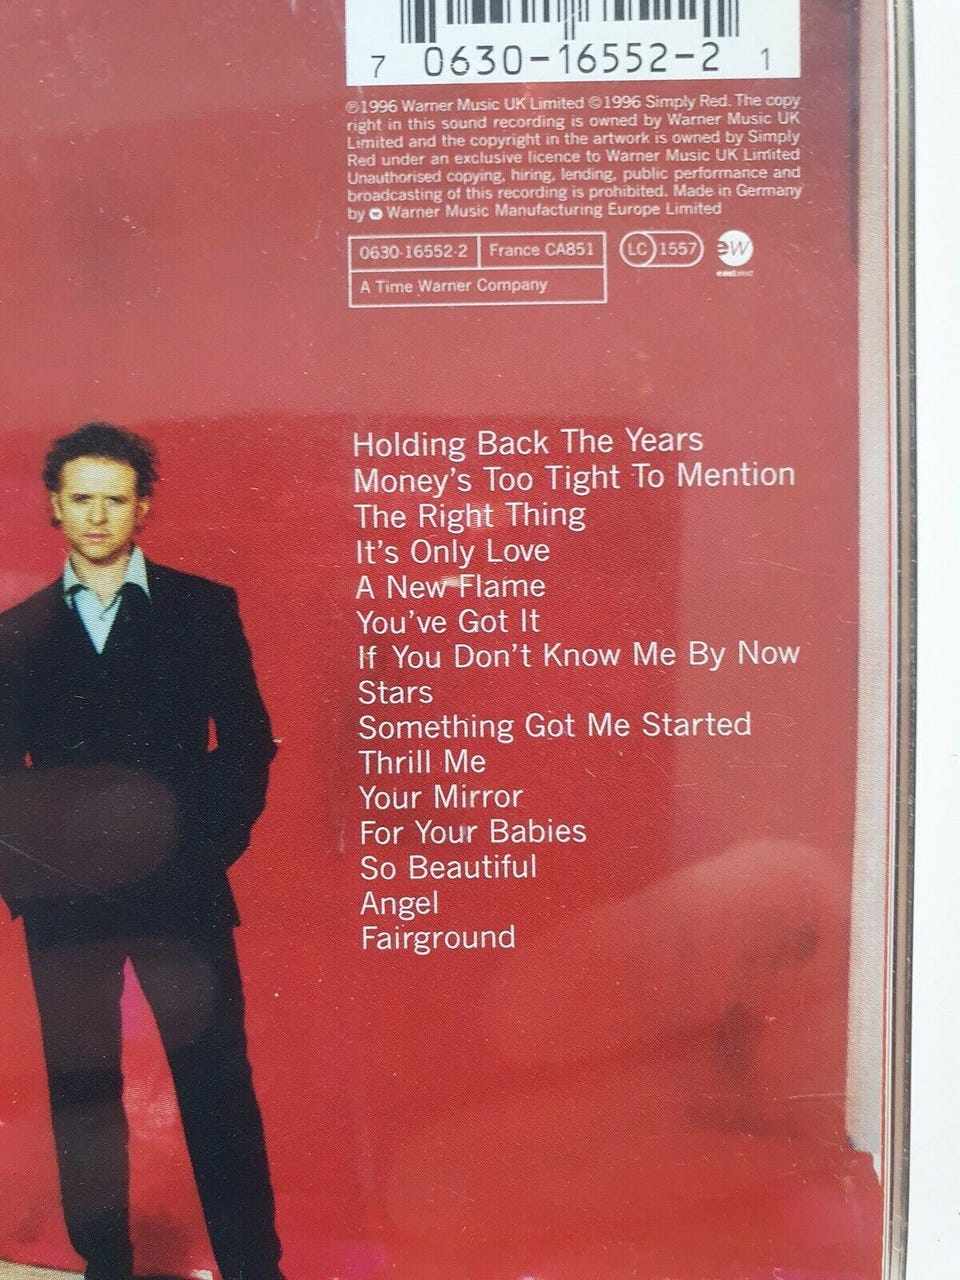 7 0630-16552-2 1
℗1996 Warner Music UK Limited ©1996 Simply Red. The copy
right in this sound recording is owned by Warner Music UK
Limited and the copyright in the artwork is owned by Simply
Red under an exclusive licence to Warner Music UK Limited
Unauthorised copying, hiring, lending, public performance and
broadcasting of this recording is prohibited. Made in Germany
by Warner Music Manufacturing Europe Limited
0630-16552-2 France CA851 LC 1557 ew
eastwest
A Time Warner Company
Holding Back The Years
Money's Too Tight To Mention
The Right Thing
It's Only Love
A New Flame
You've Got It
If You Don't Know Me By Now
Stars
Something Got Me Started
Thrill Me
Your Mirror
For Your Babies
So Beautiful
Angel
Fairground